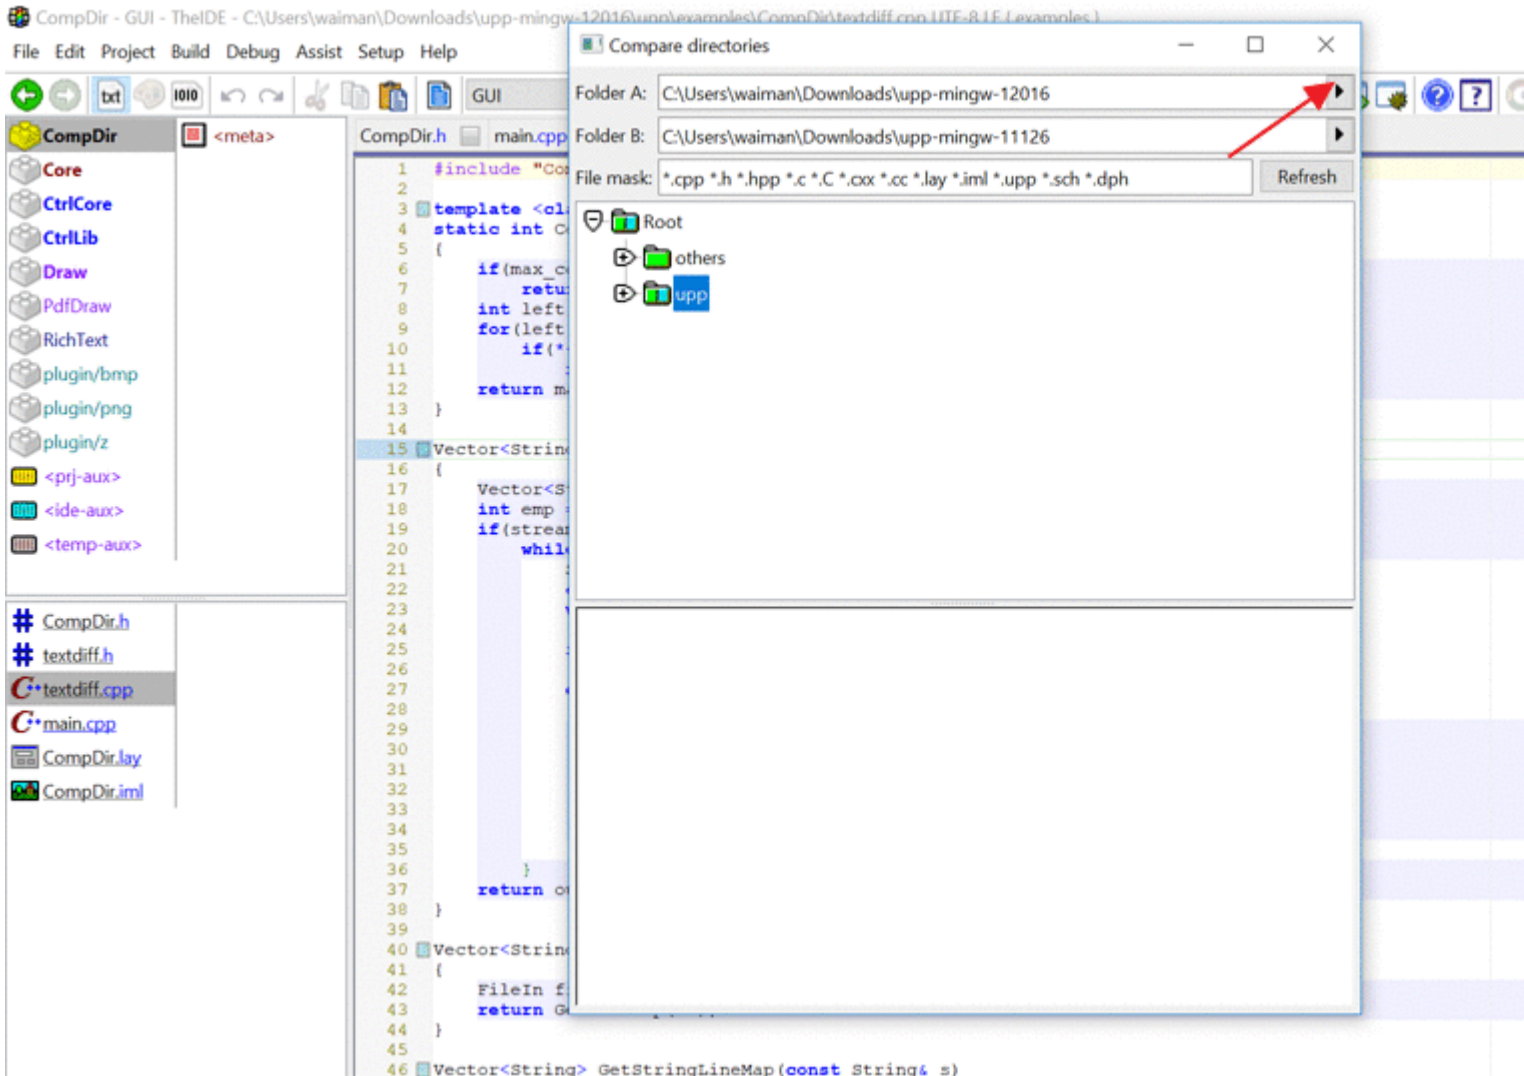 CompDir - GUI - TheIDE - C:\Users\waiman\Downloads\upp-mingw-12016\upp\examples\CompDir\textdiff.cpp UTF-8 LF { examples }
File Edit Project Build Debug Assist Setup Help
txt 1010 GUI
Compare directories
Folder A: C:\Users\waiman\Downloads\upp-mingw-12016
Folder B: C:\Users\waiman\Downloads\upp-mingw-11126
File mask: *.cpp *.h *.hpp *.c *.C *.cxx *.cc *.lay *.iml *.upp *.sch *.dph Refresh
Root
others
upp
CompDir
Core
CtrlCore
CtrlLib
Draw
PdfDraw
RichText
plugin/bmp
plugin/png
plugin/z
<prj-aux>
<ide-aux>
<temp-aux>
<meta>
CompDir.h
textdiff.h
textdiff.cpp
main.cpp
CompDir.lay
CompDir.iml
CompDir.h main.cpp
1 #include "Co
2
3 template <cl
4 static int C
5 {
6 if(max_c
7 retu
8 int left
9 for(left
10 if(*
11
12 return m
13 }
14
15 Vector<Strin
16 {
17 Vector<S
18 int emp =
19 if(strea
20 whil
21
22
23
24
25
26
27
28
29
30
31
32
33
34
35
36 }
37 return o
38 }
39
40 Vector<Strin
41 {
42 FileIn f
43 return G
44 }
45
46 Vector<String> GetStringLineMap(const String& s)